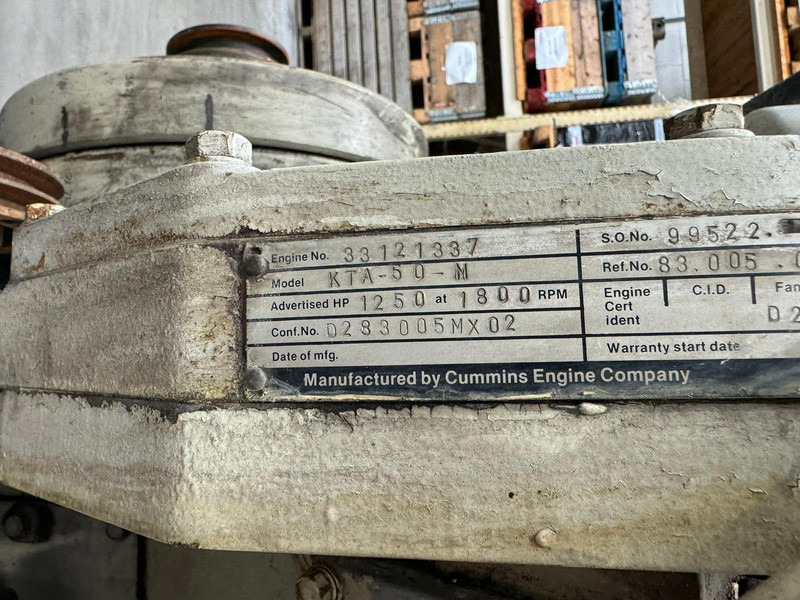 Engine No. 33121337
Model KTA-50-M
Advertised HP 1250 at 1800 RPM
Conf.No. D283005MX02
Date of mfg.
S.O.No. 99522.
Ref.No. 83.005.
Engine Cert ident
C.I.D.
Warranty start date
Manufactured by Cummins Engine Company